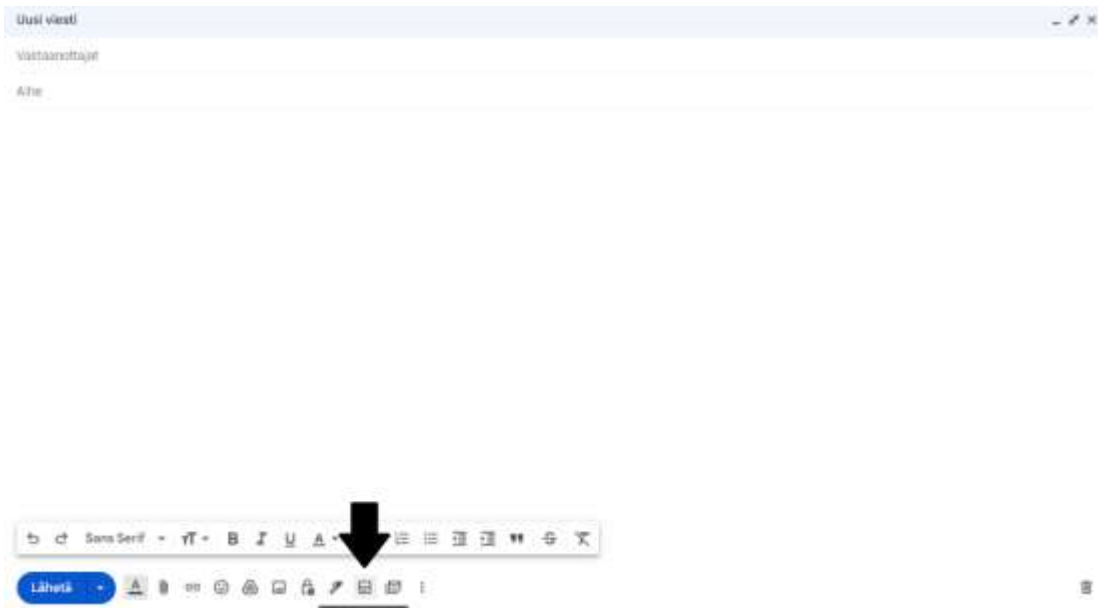 Uusi viesti
Vastaanottajat
Aihe
Sans Serif
Lähetä